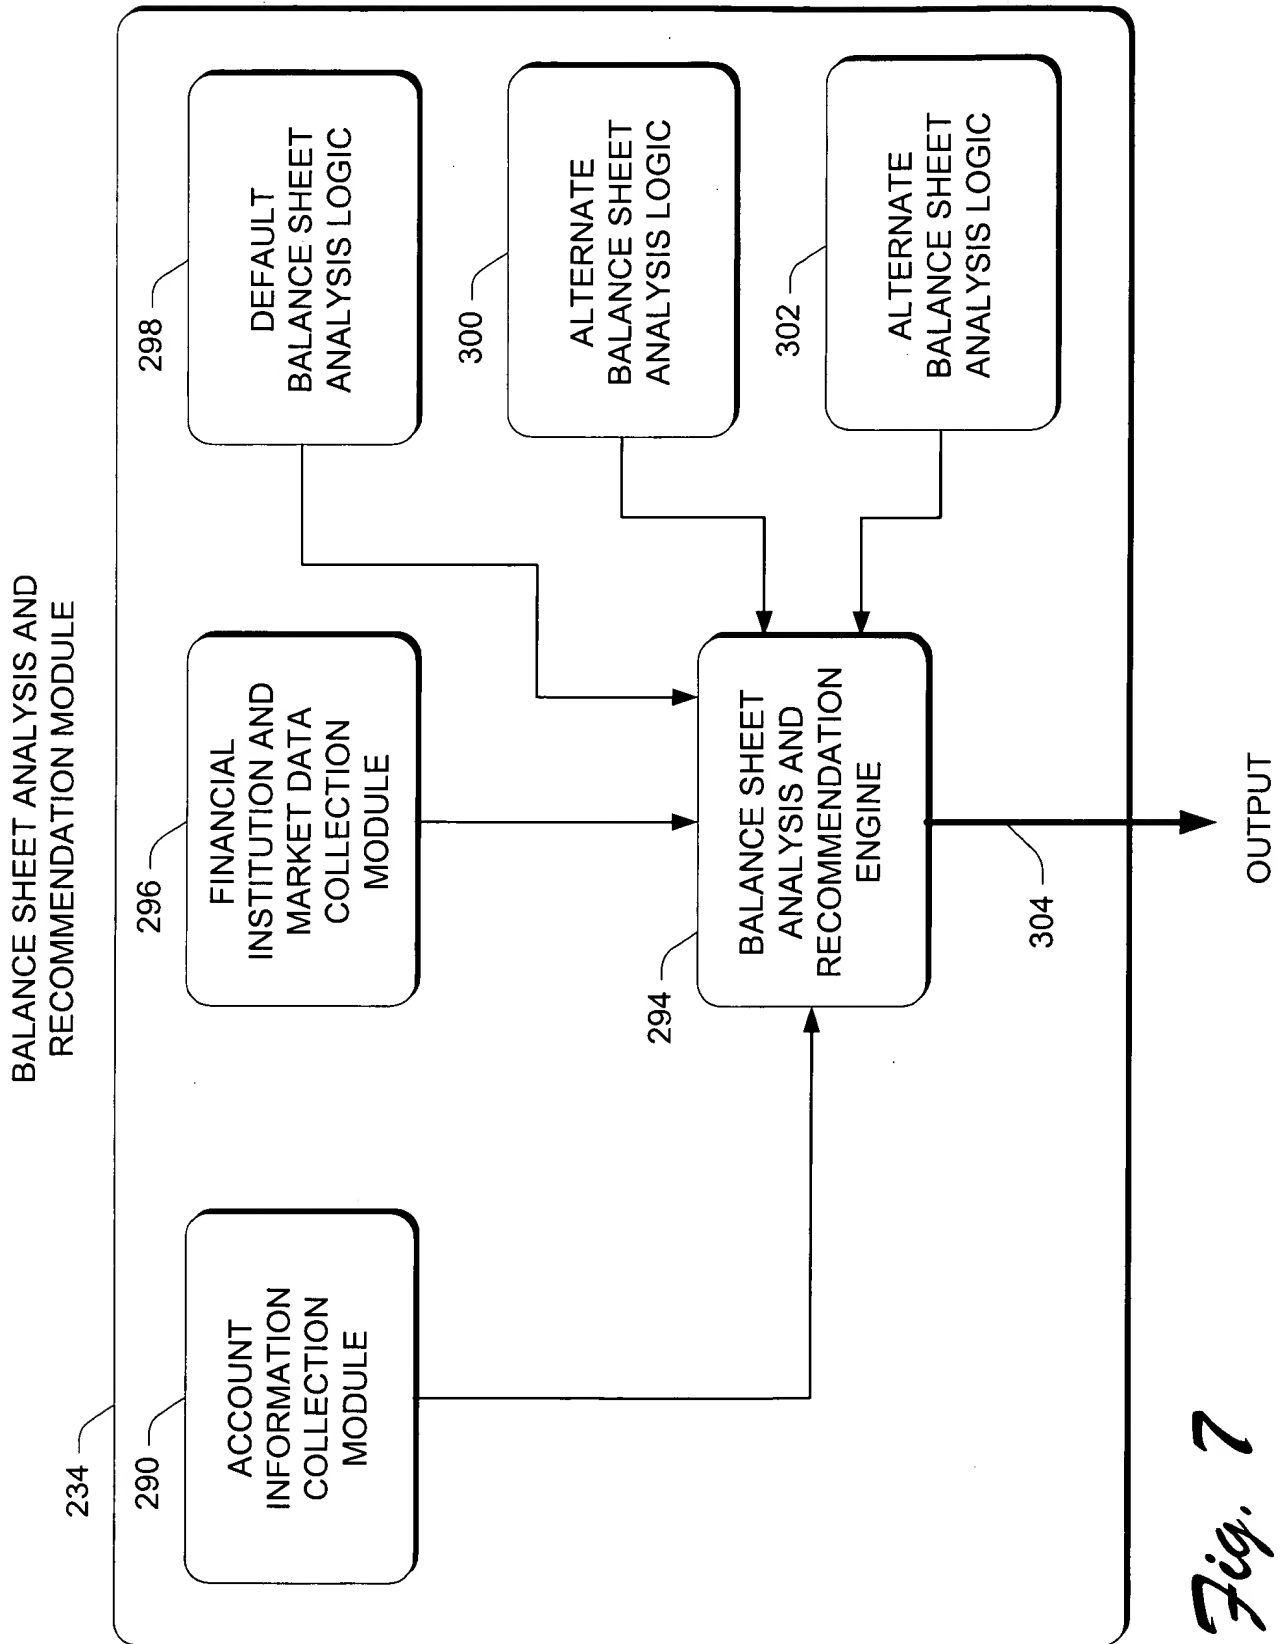 BALANCE SHEET ANALYSIS AND
RECOMMENDATION MODULE
234
290
ACCOUNT
INFORMATION
COLLECTION
MODULE
296
FINANCIAL
INSTITUTION AND
MARKET DATA
COLLECTION
MODULE
298
DEFAULT
BALANCE SHEET
ANALYSIS LOGIC
300
ALTERNATE
BALANCE SHEET
ANALYSIS LOGIC
302
ALTERNATE
BALANCE SHEET
ANALYSIS LOGIC
294
BALANCE SHEET
ANALYSIS AND
RECOMMENDATION
ENGINE
304
OUTPUT
Fig. 7